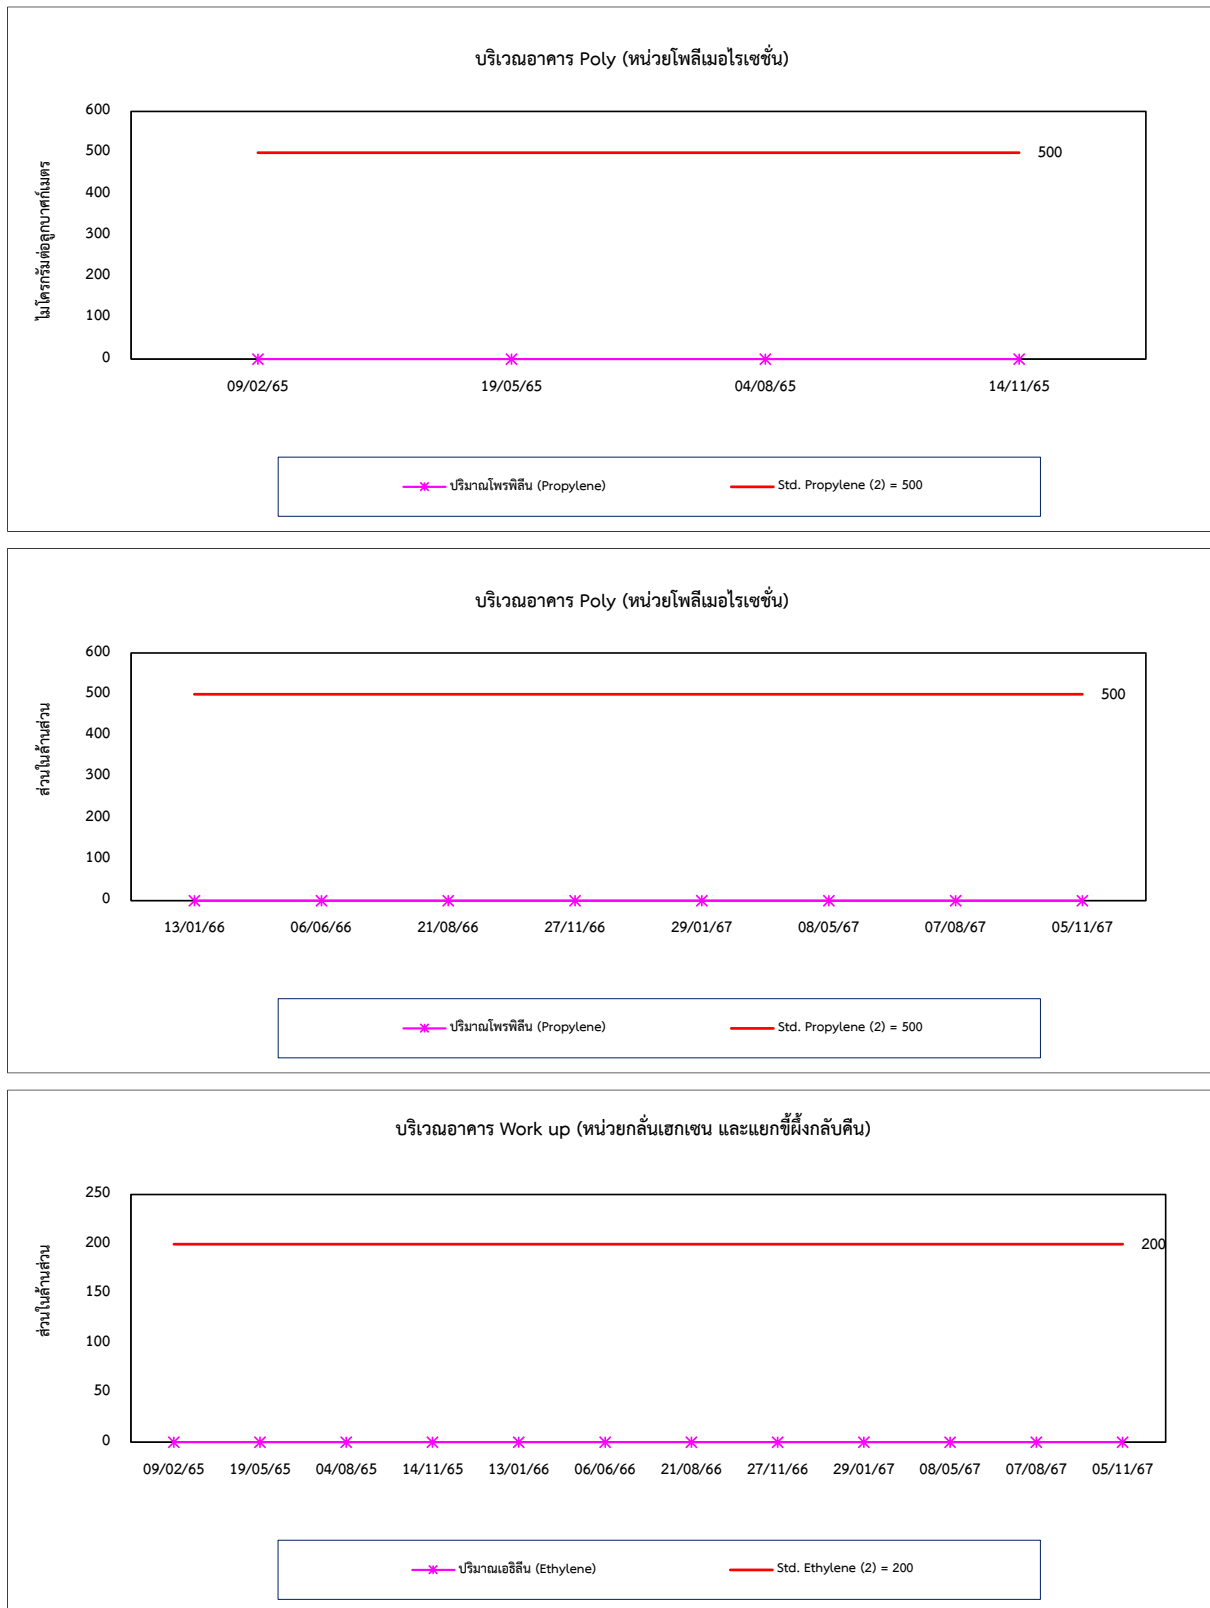 บริเวณอาคาร Poly (หน่วยโพลีเมอไรเซชั่น)
ไมโครกรัมต่อลูกบาศก์เมตร
600
500
400
300
200
100
0
500
09/02/65 19/05/65 04/08/65 14/11/65
ปริมาณโพรพิลีน (Propylene) Std. Propylene (2) = 500
บริเวณอาคาร Poly (หน่วยโพลีเมอไรเซชั่น)
ส่วนในล้านส่วน
600
500
400
300
200
100
0
500
13/01/66 06/06/66 21/08/66 27/11/66 29/01/67 08/05/67 07/08/67 05/11/67
ปริมาณโพรพิลีน (Propylene) Std. Propylene (2) = 500
บริเวณอาคาร Work up (หน่วยกลั่นเฮกเซน และแยกขี้ผึ้งกลับคืน)
ส่วนในล้านส่วน
250
200
150
100
50
0
200
09/02/65 19/05/65 04/08/65 14/11/65 13/01/66 06/06/66 21/08/66 27/11/66 29/01/67 08/05/67 07/08/67 05/11/67
ปริมาณเอธิลีน (Ethylene) Std. Ethylene (2) = 200